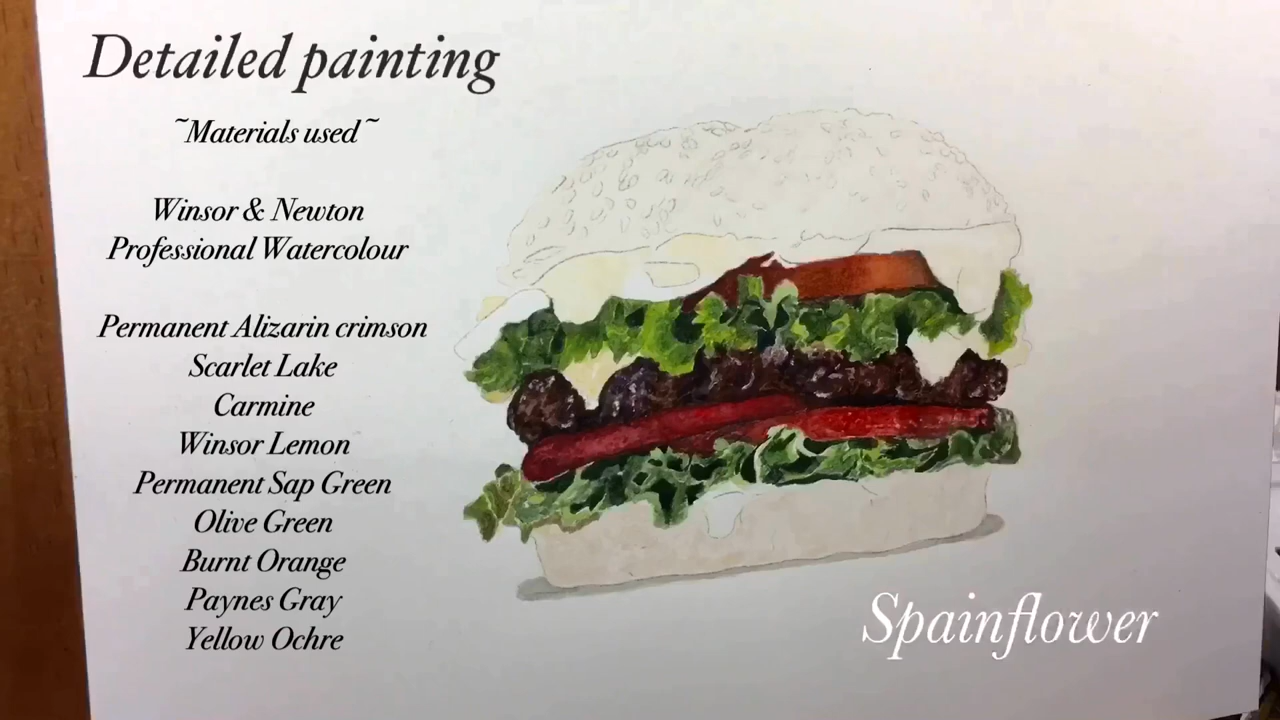 Detailed painting
~Materials used~
Winsor & Newton
Professional Watercolour
Permanent Alizarin crimson
Scarlet Lake
Carmine
Winsor Lemon
Permanent Sap Green
Olive Green
Burnt Orange
Paynes Gray
Yellow Ochre
Spainflower